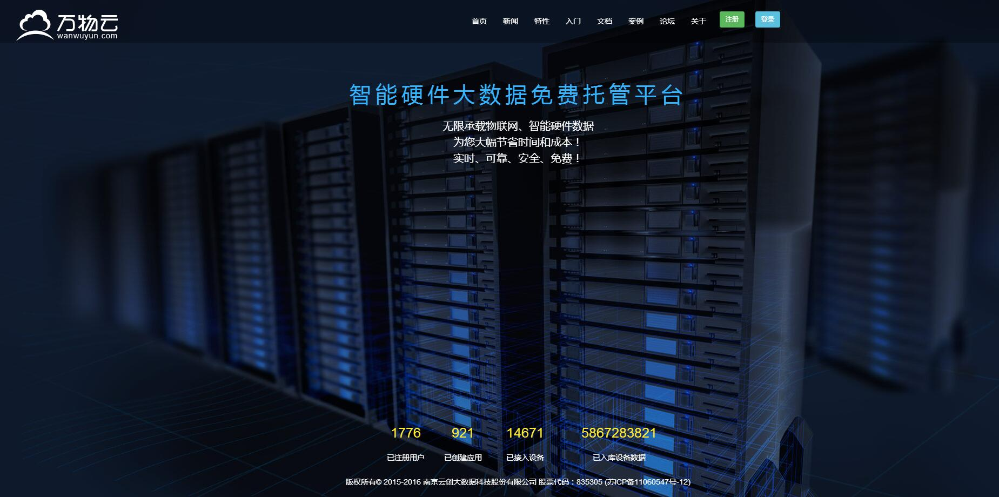 万物云
wanwuyun.com
首页 新闻 特性 入门 文档 案例 论坛 关于 注册 登录
智能硬件大数据免费托管平台
无限承载物联网、智能硬件数据
为您大幅节省时间和成本！
实时、可靠、安全、免费！
1776 921 14671 5867283821
已注册用户 已创建应用 已接入设备 已入库设备数据
版权所有© 2015-2016 南京云创大数据科技股份有限公司 股票代码：835305 (苏ICP备11060547号-12)